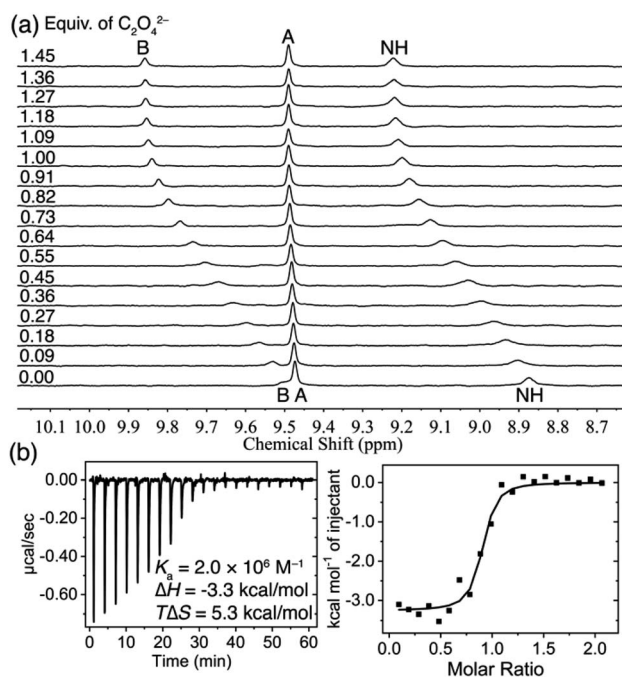 (a) Equiv. of C₂O₄²⁻
B A NH
1.45
1.36
1.27
1.18
1.09
1.00
0.91
0.82
0.73
0.64
0.55
0.45
0.36
0.27
0.18
0.09
0.00
B A NH
10.1 10.0 9.9 9.8 9.7 9.6 9.5 9.4 9.3 9.2 9.1 9.0 8.9 8.8 8.7
Chemical Shift (ppm)
(b)
0.00
-0.20
-0.40
-0.60
µcal/sec
Kₐ = 2.0 × 10⁶ M⁻¹
ΔH = -3.3 kcal/mol
TΔS = 5.3 kcal/mol
0 10 20 30 40 50 60
Time (min)
0.0
-1.0
-2.0
-3.0
kcal mol⁻¹ of injectant
0.0 0.5 1.0 1.5 2.0
Molar Ratio